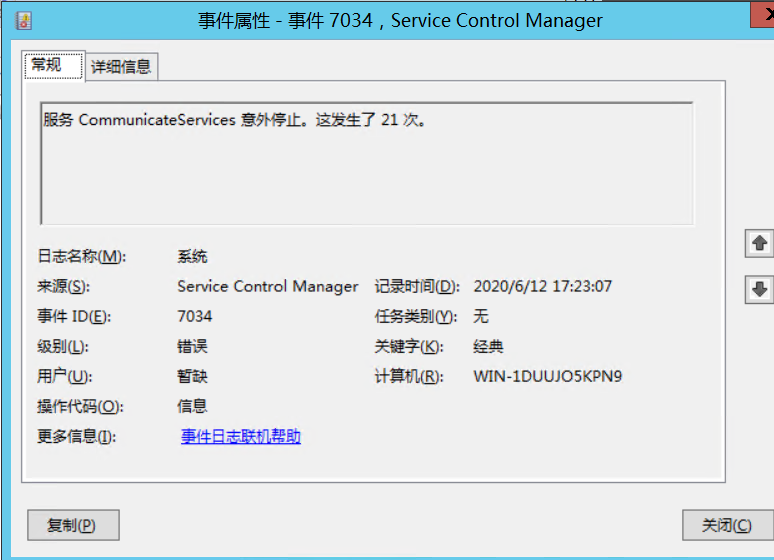 事件属性 - 事件 7034，Service Control Manager
常规 详细信息
服务 CommunicateServices 意外停止。这发生了 21 次。
日志名称(M): 系统
来源(S): Service Control Manager 记录时间(D): 2020/6/12 17:23:07
事件 ID(E): 7034 任务类别(Y): 无
级别(L): 错误 关键字(K): 经典
用户(U): 暂缺 计算机(R): WIN-1DUUJO5KPN9
操作代码(O): 信息
更多信息(I): 事件日志联机帮助
复制(P) 关闭(C)